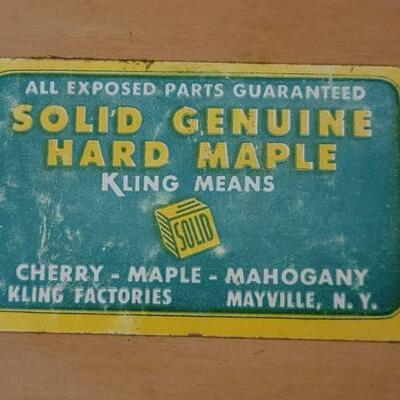 ALL EXPOSED PARTS GUARANTEED
SOLID GENUINE
HARD MAPLE
KLING MEANS
SOLID
CHERRY - MAPLE - MAHOGANY
KLING FACTORIES MAYVILLE, N. Y.